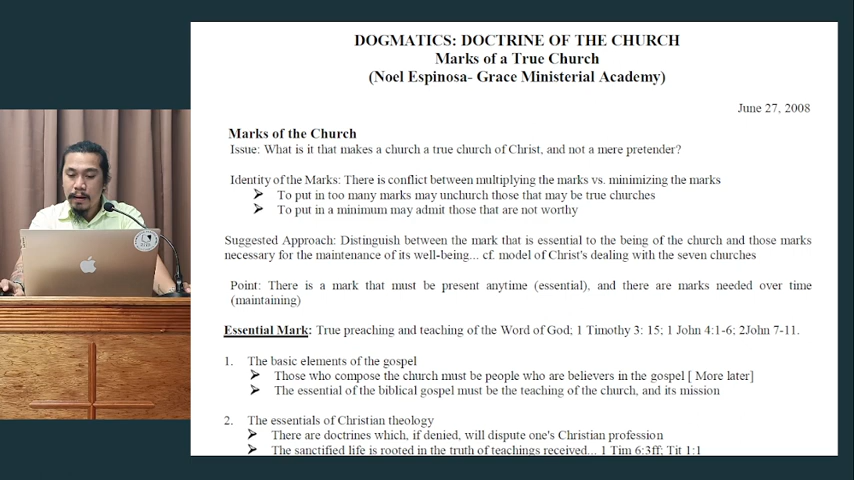 DOGMATICS: DOCTRINE OF THE CHURCH
Marks of a True Church
(Noel Espinosa- Grace Ministerial Academy)
June 27, 2008
Marks of the Church
Issue: What is it that makes a church a true church of Christ, and not a mere pretender?
Identity of the Marks: There is conflict between multiplying the marks vs. minimizing the marks
➤ To put in too many marks may unchurch those that may be true churches
➤ To put in a minimum may admit those that are not worthy
Suggested Approach: Distinguish between the mark that is essential to the being of the church and those marks
necessary for the maintenance of its well-being... cf. model of Christ's dealing with the seven churches
Point: There is a mark that must be present anytime (essential), and there are marks needed over time
(maintaining)
Essential Mark: True preaching and teaching of the Word of God; 1 Timothy 3: 15; 1 John 4:1-6; 2John 7-11.
1. The basic elements of the gospel
➤ Those who compose the church must be people who are believers in the gospel [ More later]
➤ The essential of the biblical gospel must be the teaching of the church, and its mission
2. The essentials of Christian theology
➤ There are doctrines which, if denied, will dispute one's Christian profession
➤ The sanctified life is rooted in the truth of teachings received... 1 Tim 6:3ff; Tit 1:1